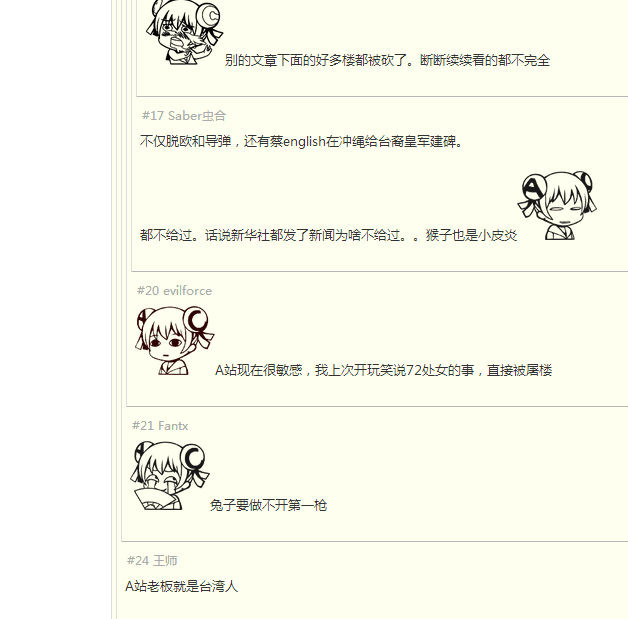 别的文章下面的好多楼都被砍了。断断续续看的都不完全
#17 Saber虫合
不仅脱欧和导弹，还有蔡english在冲绳给台裔皇军建碑。
都不给过。话说新华社都发了新闻为啥不给过。。猴子也是小皮炎
#20 evilforce
A站现在很敏感，我上次开玩笑说72处女的事，直接被屠楼
#21 Fantx
兔子要做不开第一枪
#24 王师
A站老板就是台湾人